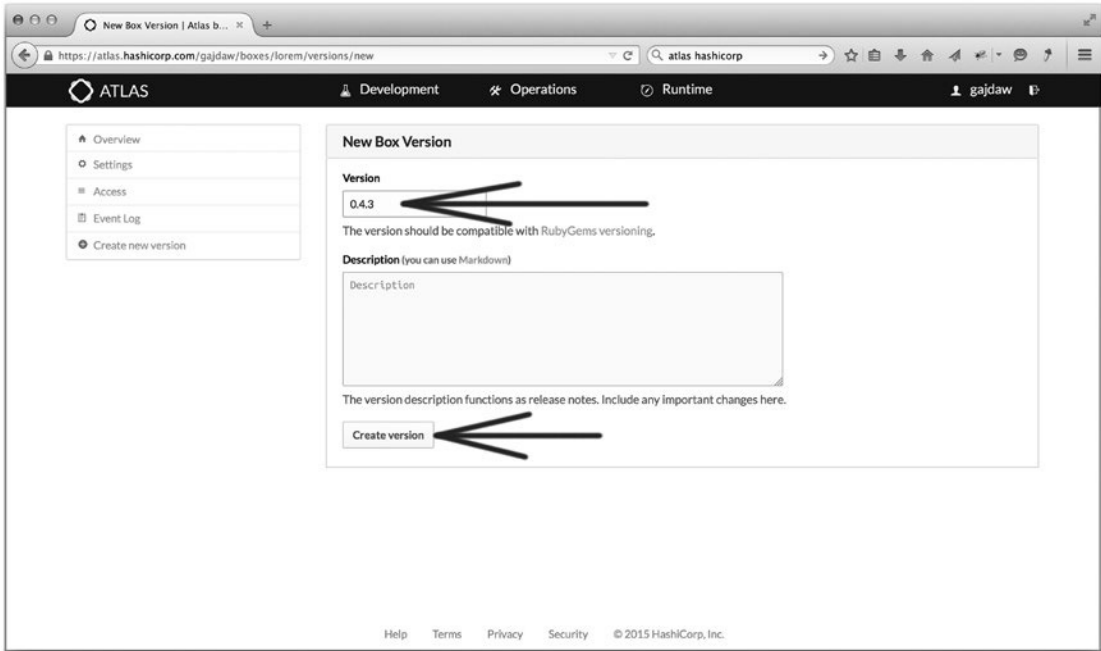 New Box Version | Atlas b...
https://atlas.hashicorp.com/gajdaw/boxes/lorem/versions/new
atlas hashicorp
ATLAS
Development
Operations
Runtime
gajdaw
Overview
Settings
Access
Event Log
Create new version
New Box Version
Version
0.4.3
The version should be compatible with RubyGems versioning.
Description (you can use Markdown)
Description
The version description functions as release notes. Include any important changes here.
Create version
Help Terms Privacy Security © 2015 HashiCorp, Inc.